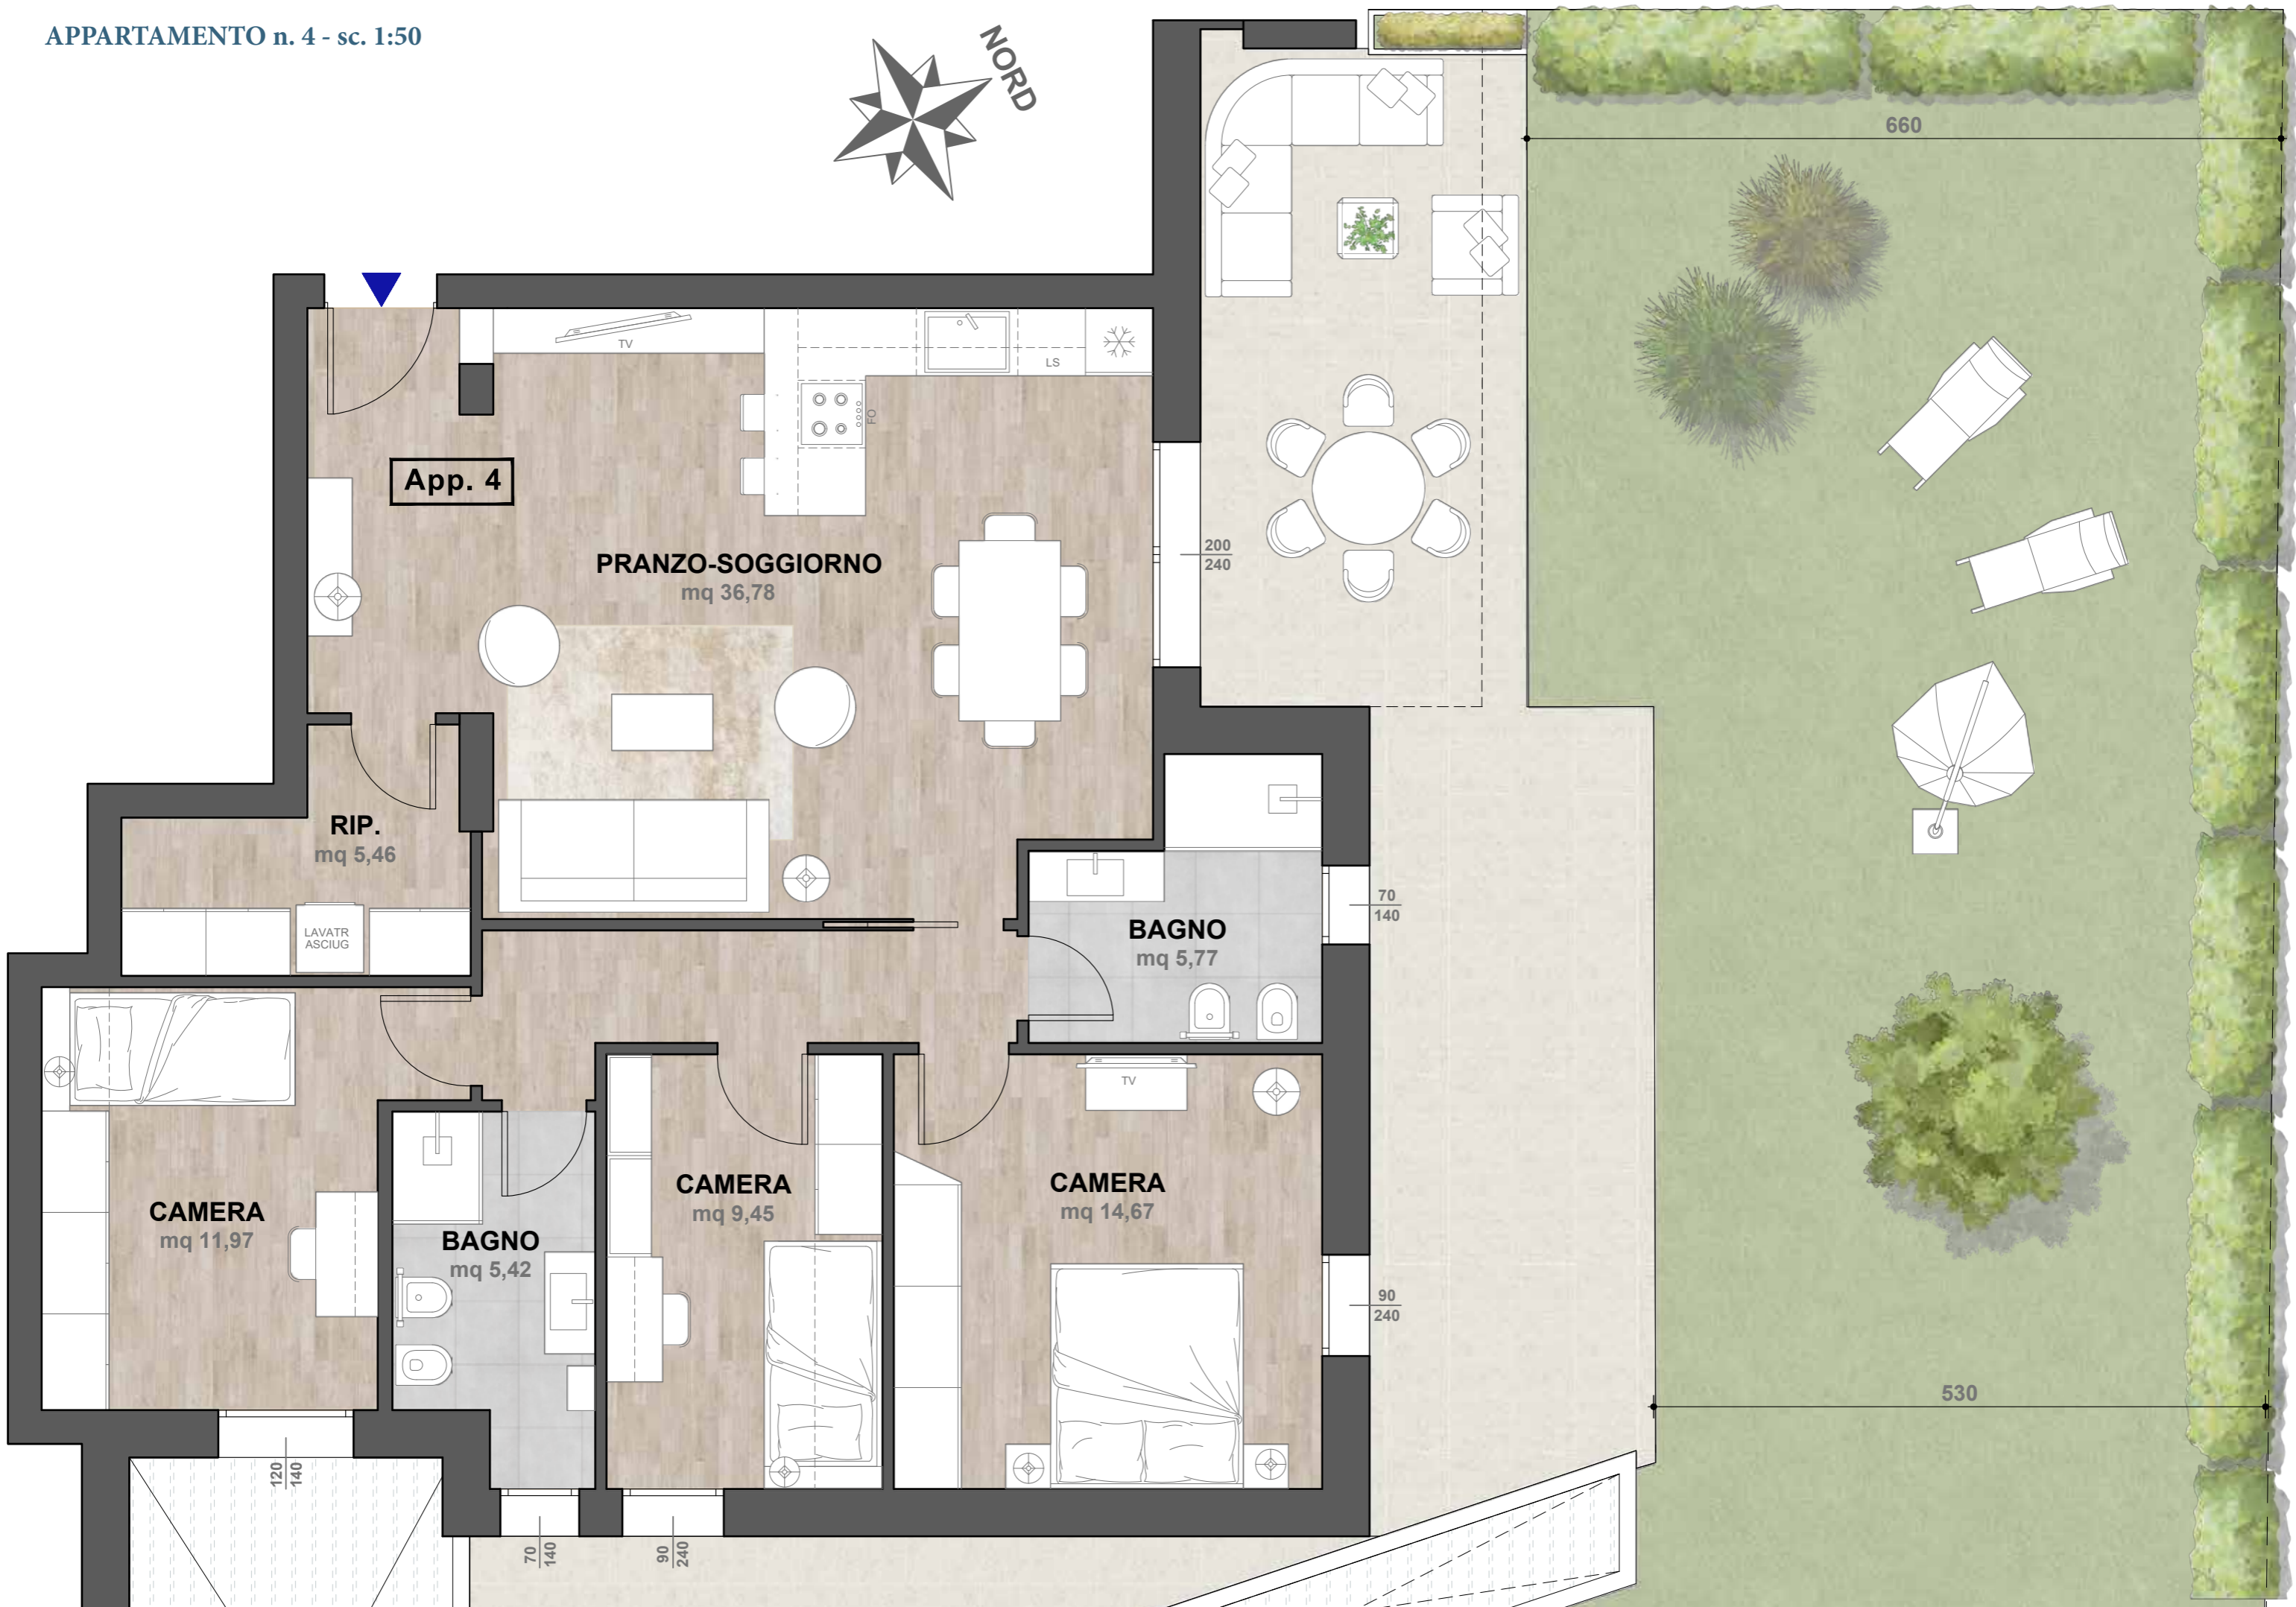 APPARTAMENTO n. 4 - sc. 1:50
NORD
660
TV
LS
FO
App. 4
PRANZO-SOGGIORNO
mq 36,78
200
240
RIP.
mq 5,46
LAVATR
ASCIUG
70
140
BAGNO
mq 5,77
TV
CAMERA
mq 11,97
BAGNO
mq 5,42
CAMERA
mq 9,45
CAMERA
mq 14,67
90
240
530
120
140
70
140
90
240